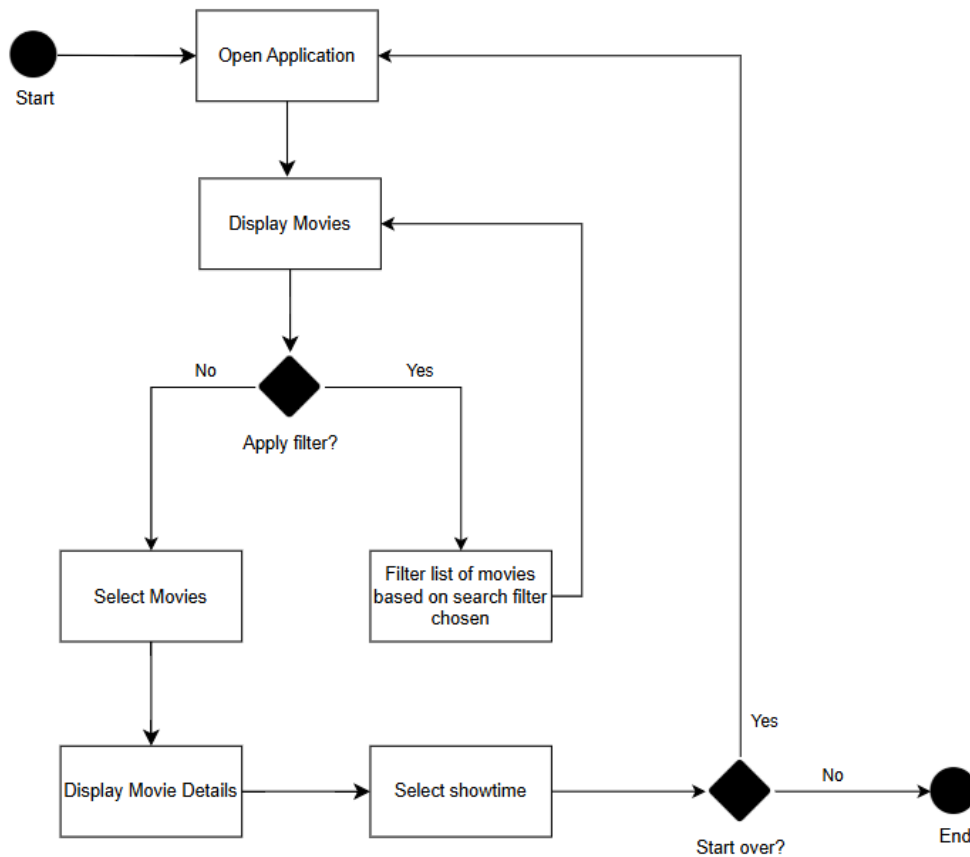 Open Application
Start
Display Movies
No
Yes
Apply filter?
Select Movies
Filter list of movies
based on search filter
chosen
Yes
Display Movie Details
Select showtime
No
Start over?
End